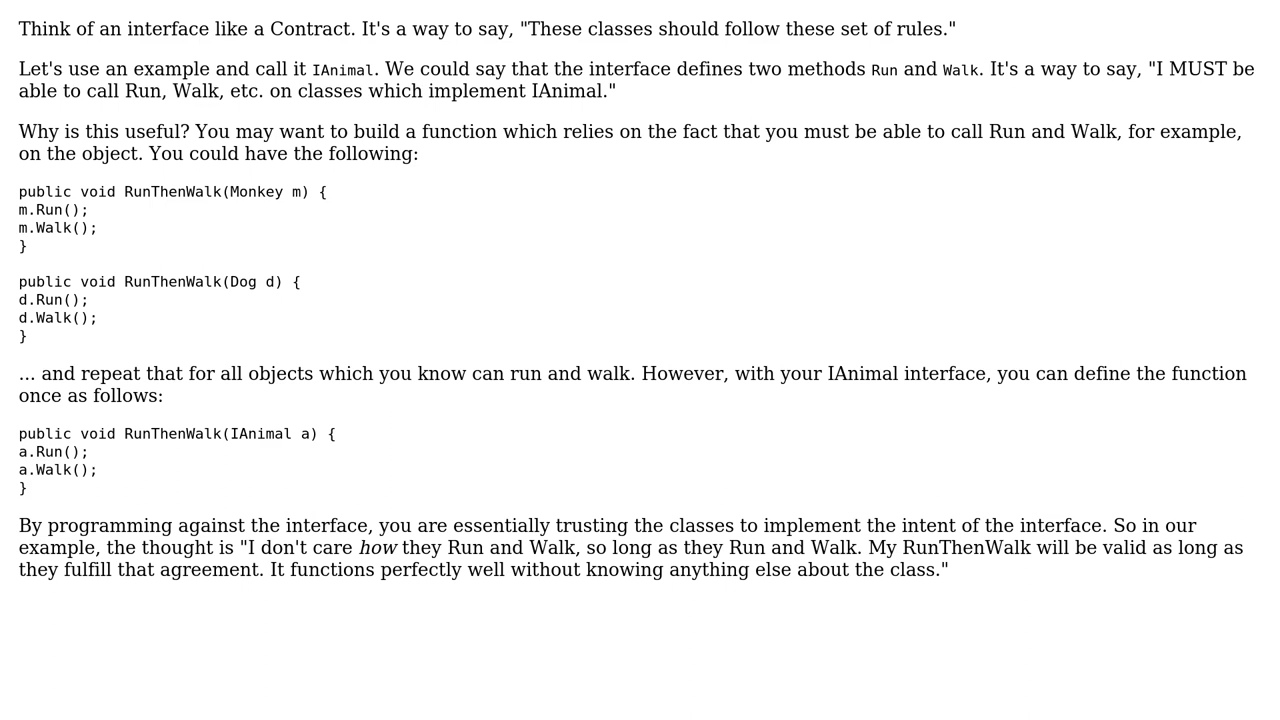 Think of an interface like a Contract. It's a way to say, "These classes should follow these set of rules."
Let's use an example and call it IAnimal. We could say that the interface defines two methods Run and Walk. It's a way to say, "I MUST be
able to call Run, Walk, etc. on classes which implement IAnimal."
Why is this useful? You may want to build a function which relies on the fact that you must be able to call Run and Walk, for example,
on the object. You could have the following:
public void RunThenWalk(Monkey m) {
m.Run();
m.Walk();
}
public void RunThenWalk(Dog d) {
d.Run();
d.Walk();
}
... and repeat that for all objects which you know can run and walk. However, with your IAnimal interface, you can define the function
once as follows:
public void RunThenWalk(IAnimal a) {
a.Run();
a.Walk();
}
By programming against the interface, you are essentially trusting the classes to implement the intent of the interface. So in our
example, the thought is "I don't care how they Run and Walk, so long as they Run and Walk. My RunThenWalk will be valid as long as
they fulfill that agreement. It functions perfectly well without knowing anything else about the class."